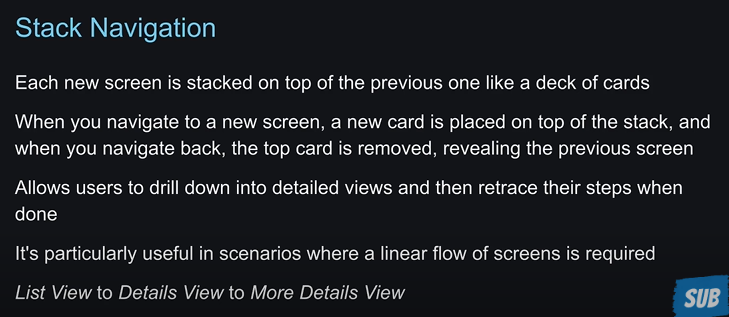 Stack Navigation
Each new screen is stacked on top of the previous one like a deck of cards
When you navigate to a new screen, a new card is placed on top of the stack, and
when you navigate back, the top card is removed, revealing the previous screen
Allows users to drill down into detailed views and then retrace their steps when
done
It's particularly useful in scenarios where a linear flow of screens is required
List View to Details View to More Details View
SUB